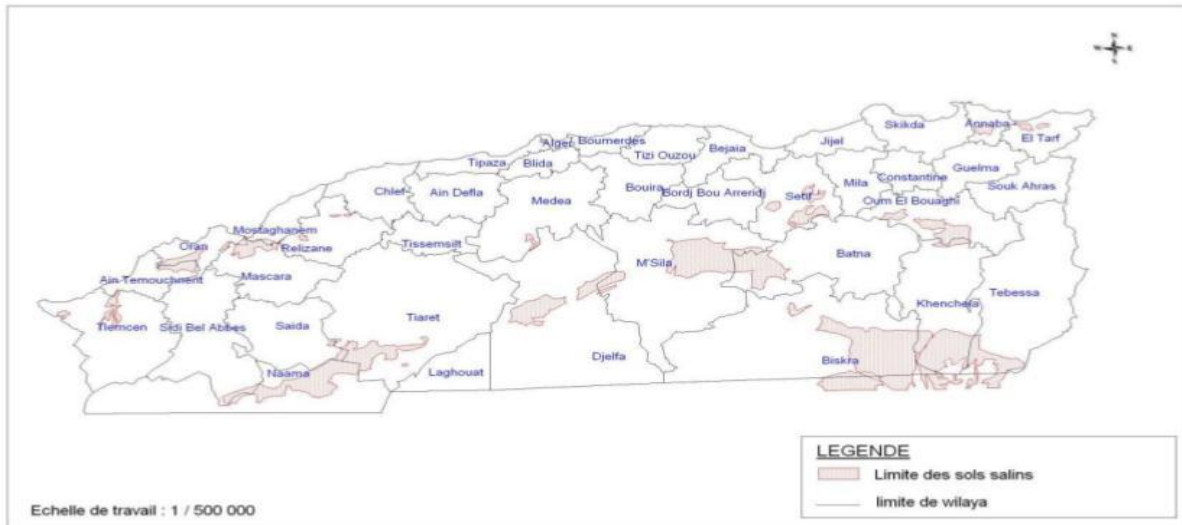 Skikda
Annaba
El Tarf
Alger
Boumerdes
Bejaia
Jijel
Tipaza
Blida
Tizi Ouzou
Guelma
Constantine
Mila
Souk Ahras
Chlef
Ain Defla
Medea
Bouira
Bordj Bou Arreridj
Setif
Oum El Bouaghi
Mostaghanem
Oran
Relizane
Tissemsilt
M'Sila
Batna
Ain Temouchnent
Mascara
Khenchela
Tebessa
Tlemcen
Sidi Bel Abbes
Saida
Tiaret
Djelfa
Biskra
Naama
Laghouat
LEGENDE
Limite des sols salins
limite de wilaya
Echelle de travail : 1 / 500 000